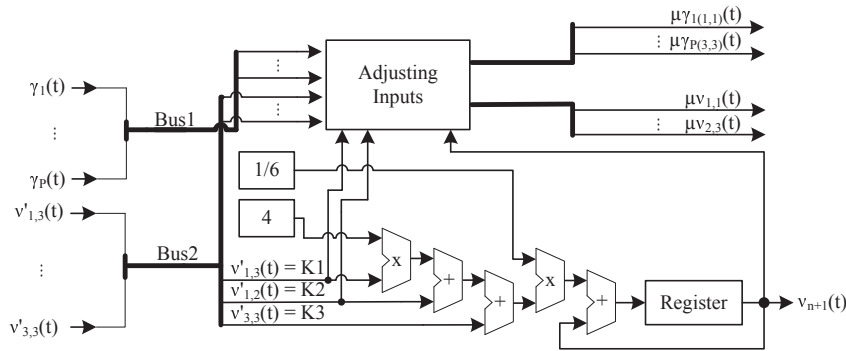 μγ1(1,1)(t)
⋮ μγP(3,3)(t)
Adjusting
Inputs
⋮
⋮
γ1(t)
Bus1
μν1,1(t)
⋮
⋮ μν2,3(t)
γP(t)
1/6
ν'1,3(t)
4
Bus2
x
⋮
ν'1,3(t) = K1
+
x
ν'1,2(t) = K2
+
+
Register
νn+1(t)
ν'3,3(t) = K3
ν'3,3(t)